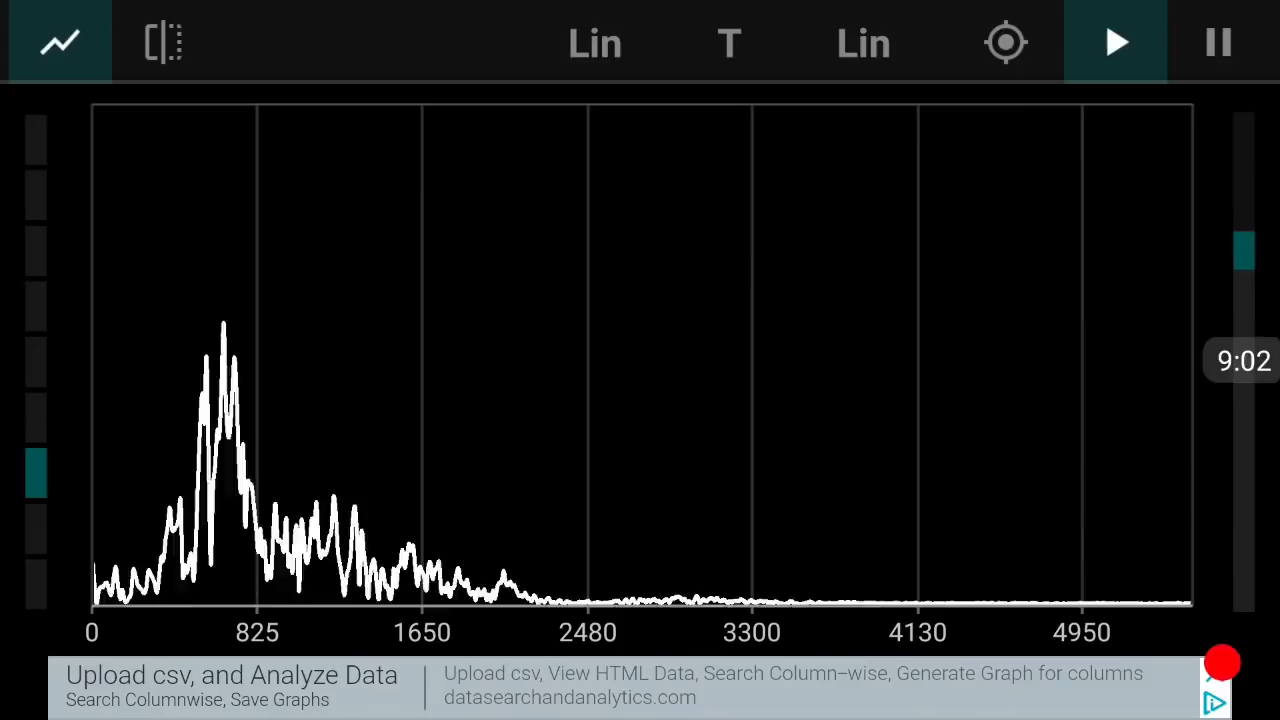 Lin T Lin
9:02
0 825 1650 2480 3300 4130 4950
Upload csv, and Analyze Data
Search Columnwise, Save Graphs
Upload csv, View HTML Data, Search Column-wise, Generate Graph for columns
datasearchandanalytics.com